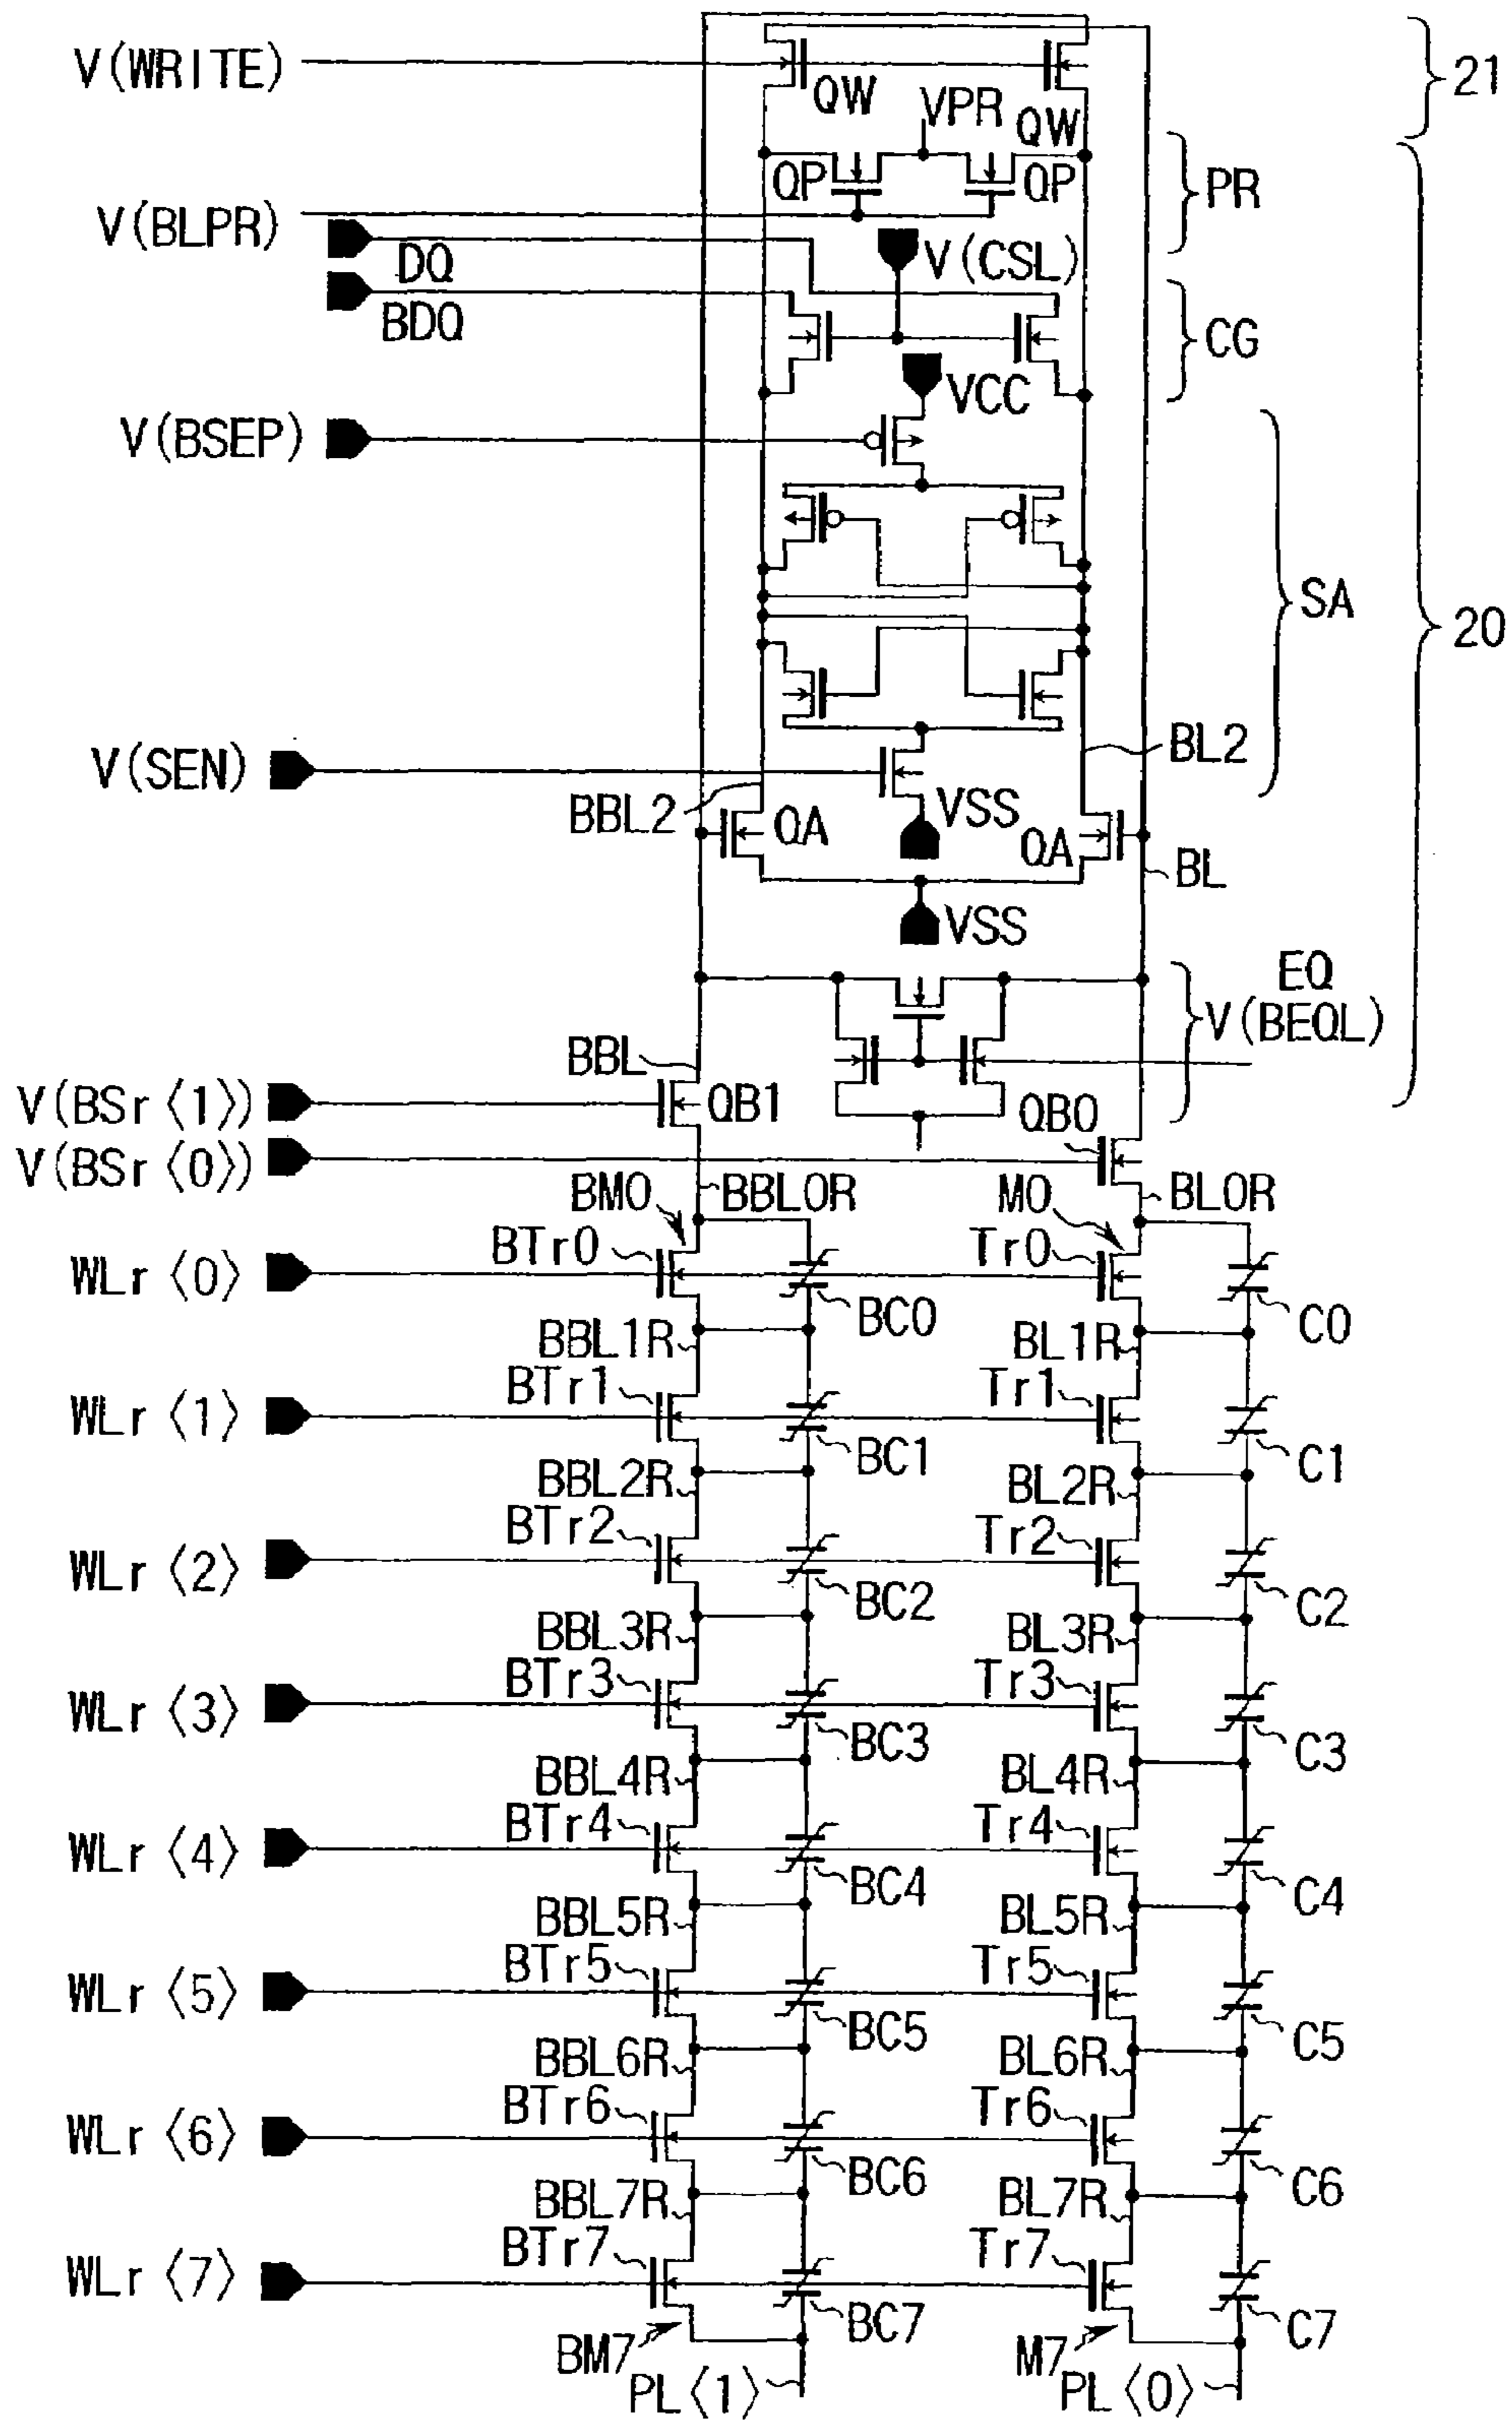 V(WRITE)
21
QW
VPR
QW
QP
QP
PR
V(BLPR)
DQ
V(CSL)
BDQ
CG
VCC
V(BSEP)
SA
20
V(SEN)
BL2
BBL2
QA
VSS
QA
BL
VSS
EQ
V(BEQL)
BBL
V(BSr〈1〉)
QB1
QB0
V(BSr〈0〉)
BM0
BBL0R
M0
BL0R
BTr0
Tr0
WLr〈0〉
BC0
C0
BBL1R
BL1R
BTr1
Tr1
WLr〈1〉
BC1
C1
BBL2R
BL2R
BTr2
Tr2
WLr〈2〉
BC2
C2
BBL3R
BL3R
BTr3
Tr3
WLr〈3〉
BC3
C3
BBL4R
BL4R
BTr4
Tr4
WLr〈4〉
BC4
C4
BBL5R
BL5R
BTr5
Tr5
WLr〈5〉
BC5
C5
BBL6R
BL6R
BTr6
Tr6
WLr〈6〉
BC6
C6
BBL7R
BL7R
BTr7
Tr7
WLr〈7〉
BC7
C7
BM7
M7
PL〈1〉
PL〈0〉